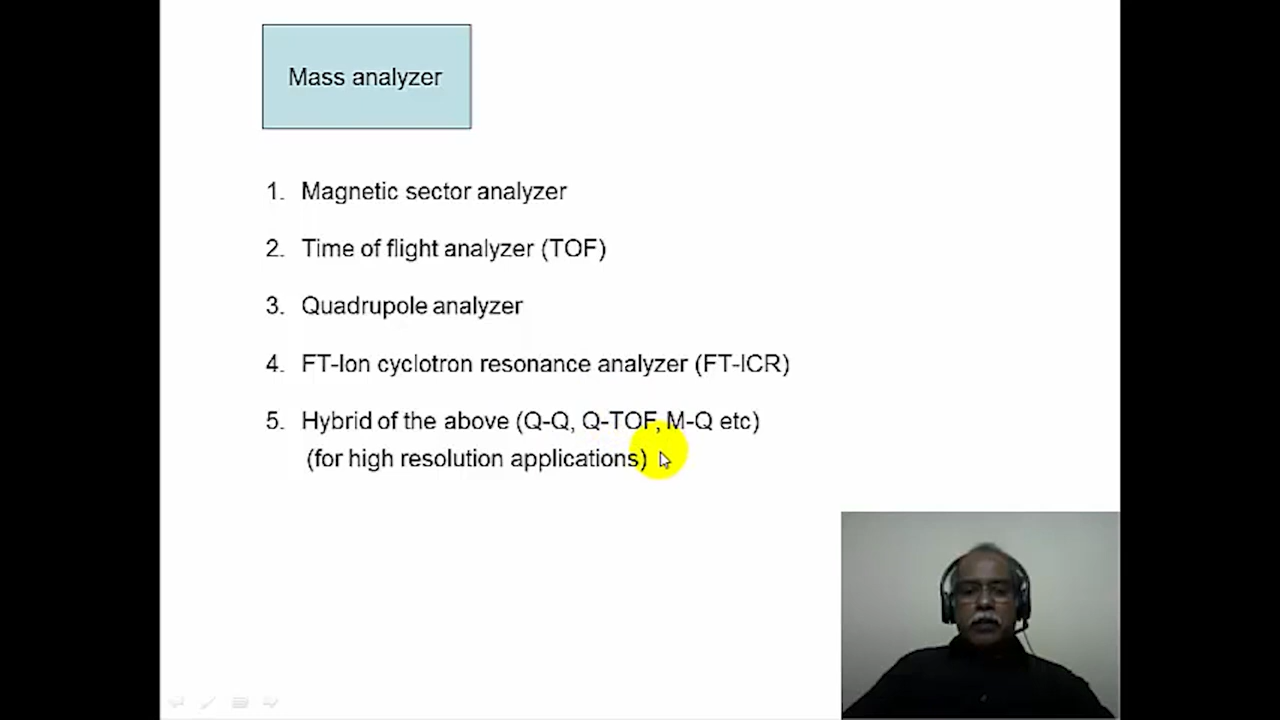 Mass analyzer
1. Magnetic sector analyzer
2. Time of flight analyzer (TOF)
3. Quadrupole analyzer
4. FT-Ion cyclotron resonance analyzer (FT-ICR)
5. Hybrid of the above (Q-Q, Q-TOF, M-Q etc)
(for high resolution applications)